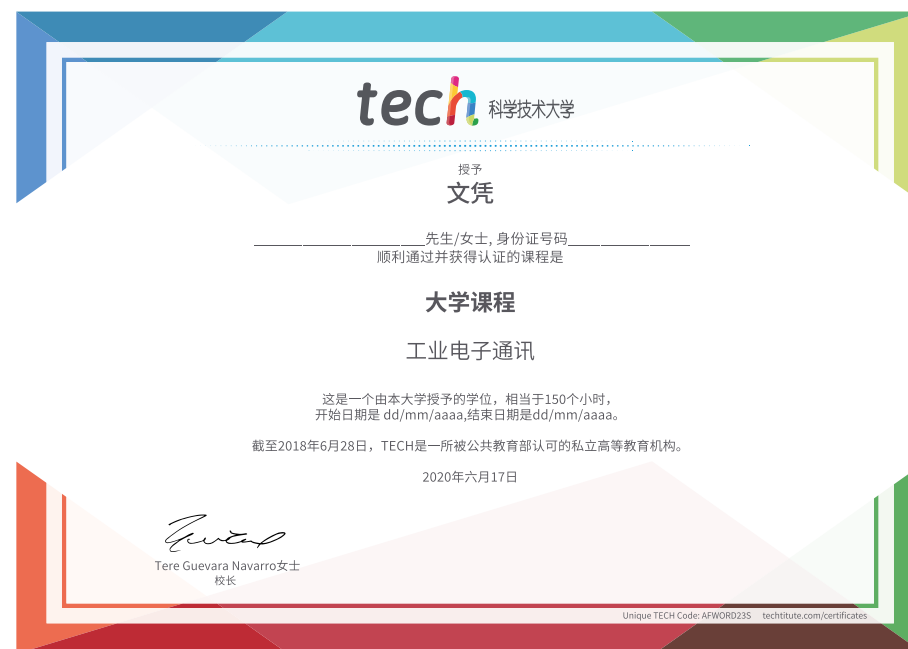 tech 科学技术大学
授予
文凭
______________________先生/女士, 身份证号码_______________
顺利通过并获得认证的课程是
大学课程
工业电子通讯
这是一个由本大学授予的学位，相当于150个小时，
开始日期是 dd/mm/aaaa,结束日期是dd/mm/aaaa。
截至2018年6月28日，TECH是一所被公共教育部认可的私立高等教育机构。
2020年六月17日
Tere Guevara Navarro女士
校长
Unique TECH Code: AFWORD23S techtitute.com/certificates